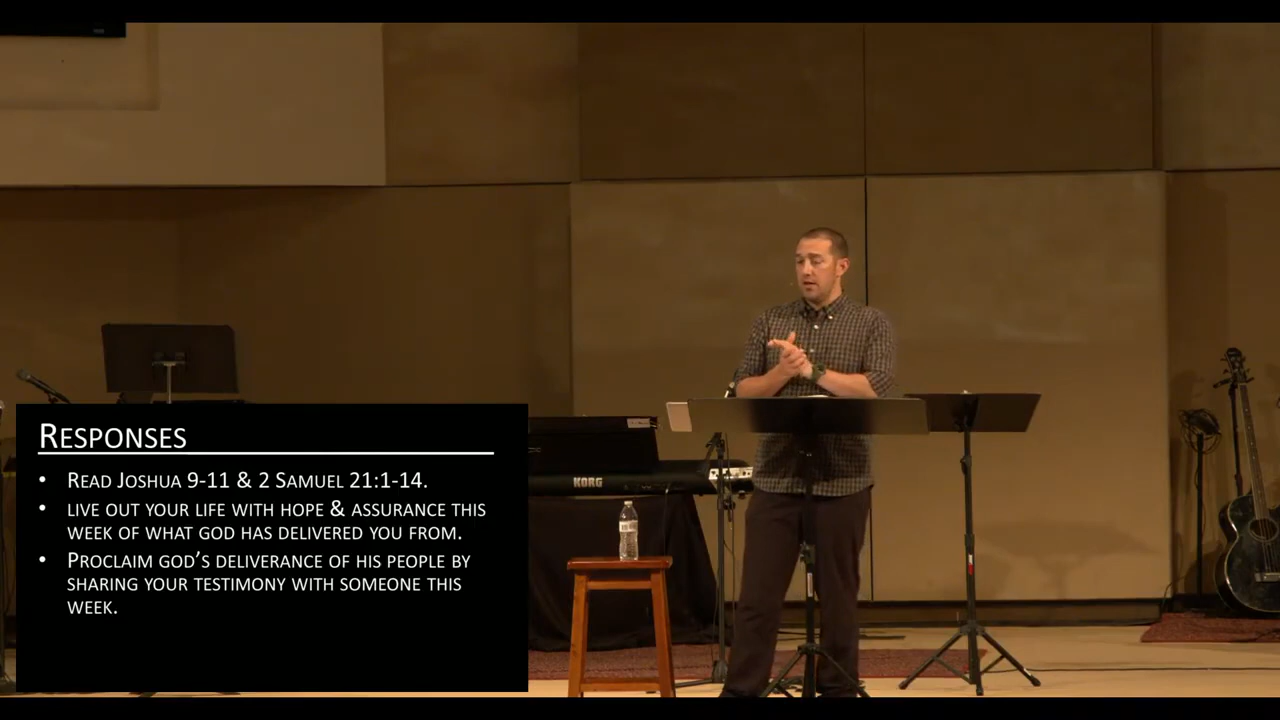 RESPONSES
• READ JOSHUA 9-11 & 2 SAMUEL 21:1-14.
• LIVE OUT YOUR LIFE WITH HOPE & ASSURANCE THIS
WEEK OF WHAT GOD HAS DELIVERED YOU FROM.
• PROCLAIM GOD'S DELIVERANCE OF HIS PEOPLE BY
SHARING YOUR TESTIMONY WITH SOMEONE THIS
WEEK.
KORG